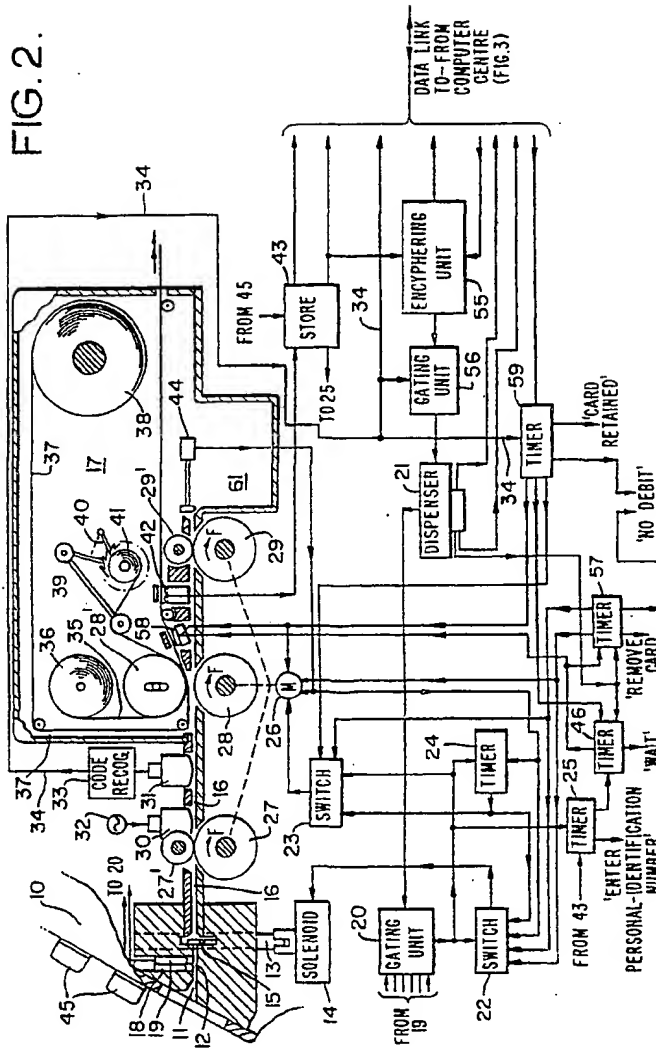 FIG. 2.
10
TO 20
45
18
19
11
12
15
13
14
SOLENOID
16
27'
27
30
32
31
33
CODE RECOG.
34
37
36
35
28'
28
58
39
40
41
42
17
37
38
29'
29
44
61
34
F
F
F
26
M
FROM 45
43
STORE
TO 25
34
DATA LINK
TO-FROM
COMPUTER
CENTRE
(FIG.3)
ENCYPHERING
UNIT
55
GATING
UNIT
56
21
DISPENSER
34
59
TIMER
'CARD
RETAINED'
'NO
DEBIT'
23
SWITCH
24
TIMER
20
GATING
UNIT
FROM
19
22
SWITCH
25
TIMER
FROM 43
'ENTER
PERSONAL-IDENTIFICATION
NUMBER'
46
TIMER
'WAIT'
57
TIMER
'REMOVE
CARD'
16